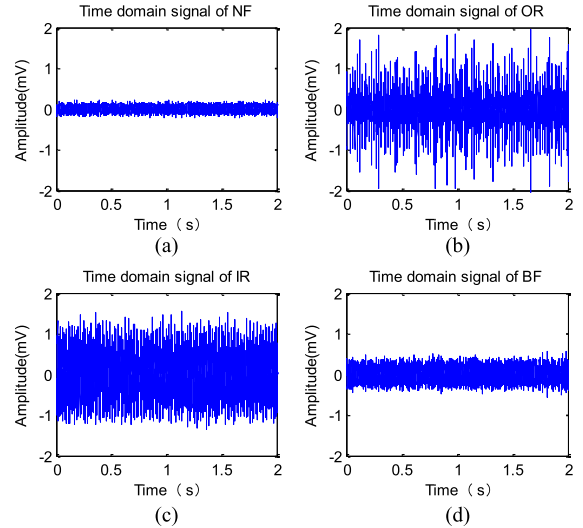 Time domain signal of NF
Amplitude(mV)
2
1
0
-1
-2
0 0.5 1 1.5 2
Time（s）
(a)
Time domain signal of OR
Amplitude(mV)
2
1
0
-1
-2
0 0.5 1 1.5 2
Time（s）
(b)
Time domain signal of IR
Amplitude(mV)
2
1
0
-1
-2
0 0.5 1 1.5 2
Time（s）
(c)
Time domain signal of BF
Amplitude(mV)
2
1
0
-1
-2
0 0.5 1 1.5 2
Time（s）
(d)